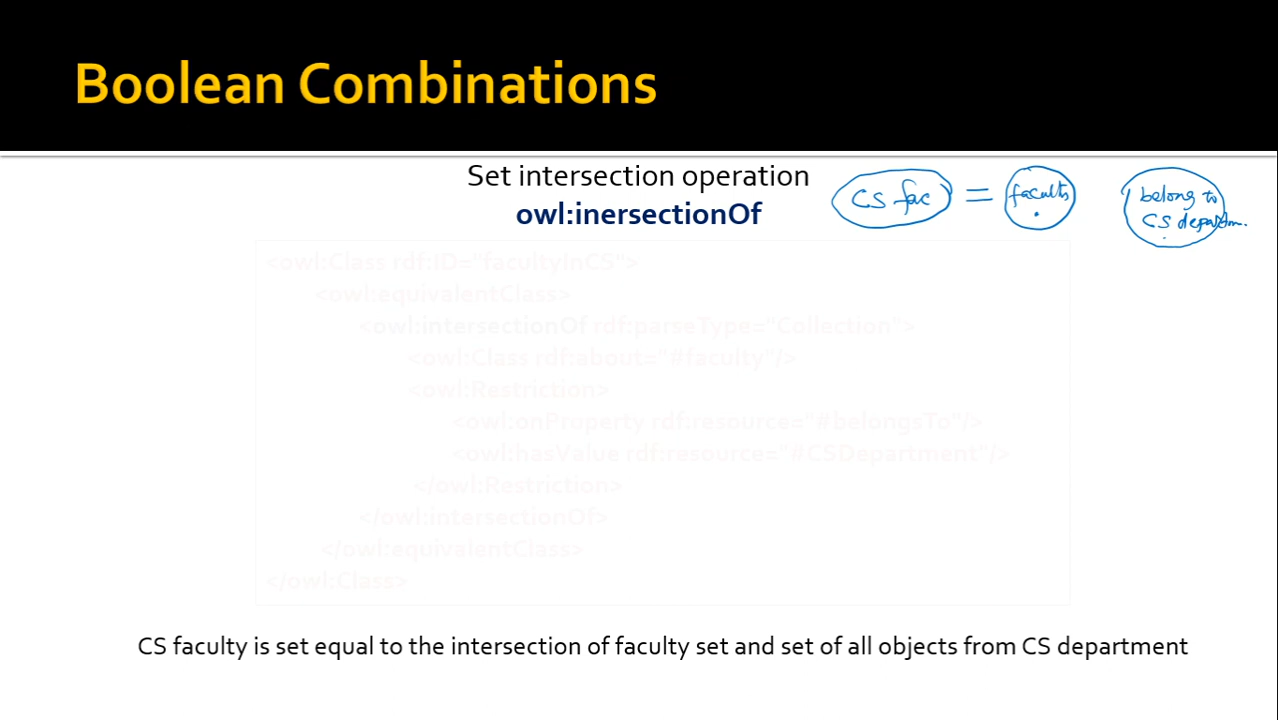 Boolean Combinations
Set intersection operation
owl:inersectionOf
CS fac = faculty
belong to
CS departm.
<owl:Class rdf:ID="facultyInCS">
<owl:equivalentClass>
<owl:intersectionOf rdf:parseType="Collection">
<owl:Class rdf:about="#faculty"/>
<owl:Restriction>
<owl:onProperty rdf:resource="#belongsTo"/>
<owl:hasValue rdf:resource="#CSDepartment"/>
</owl:Restriction>
</owl:intersectionOf>
</owl:equivalentClass>
</owl:Class>
CS faculty is set equal to the intersection of faculty set and set of all objects from CS department